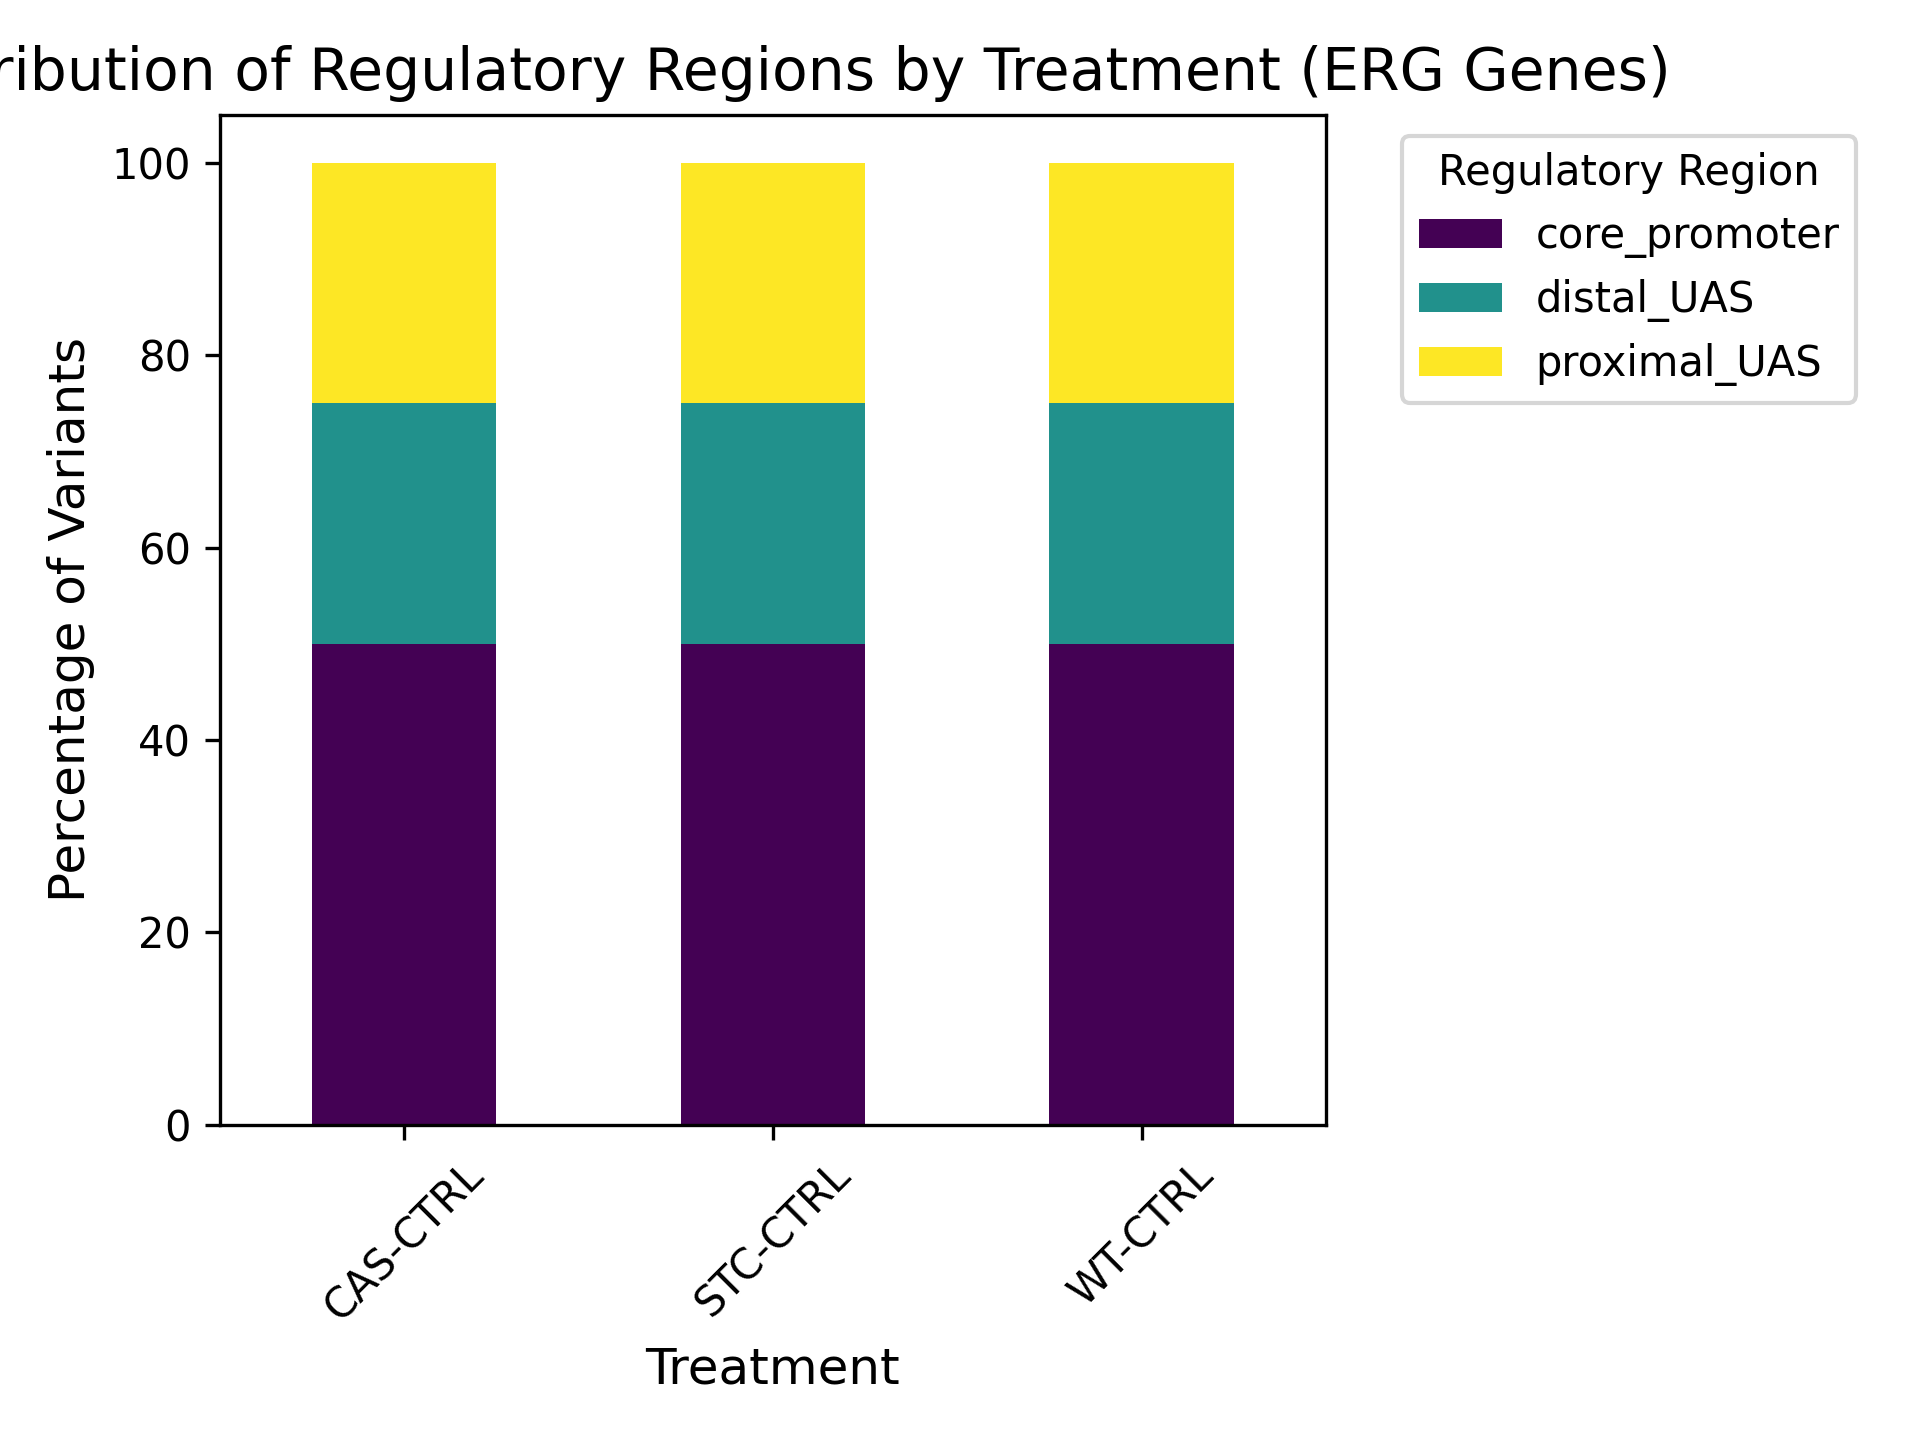 ribution of Regulatory Regions by Treatment (ERG Genes)
Regulatory Region
core_promoter
distal_UAS
proximal_UAS
Percentage of Variants
100
80
60
40
20
0
CAS-CTRL
STC-CTRL
WT-CTRL
Treatment